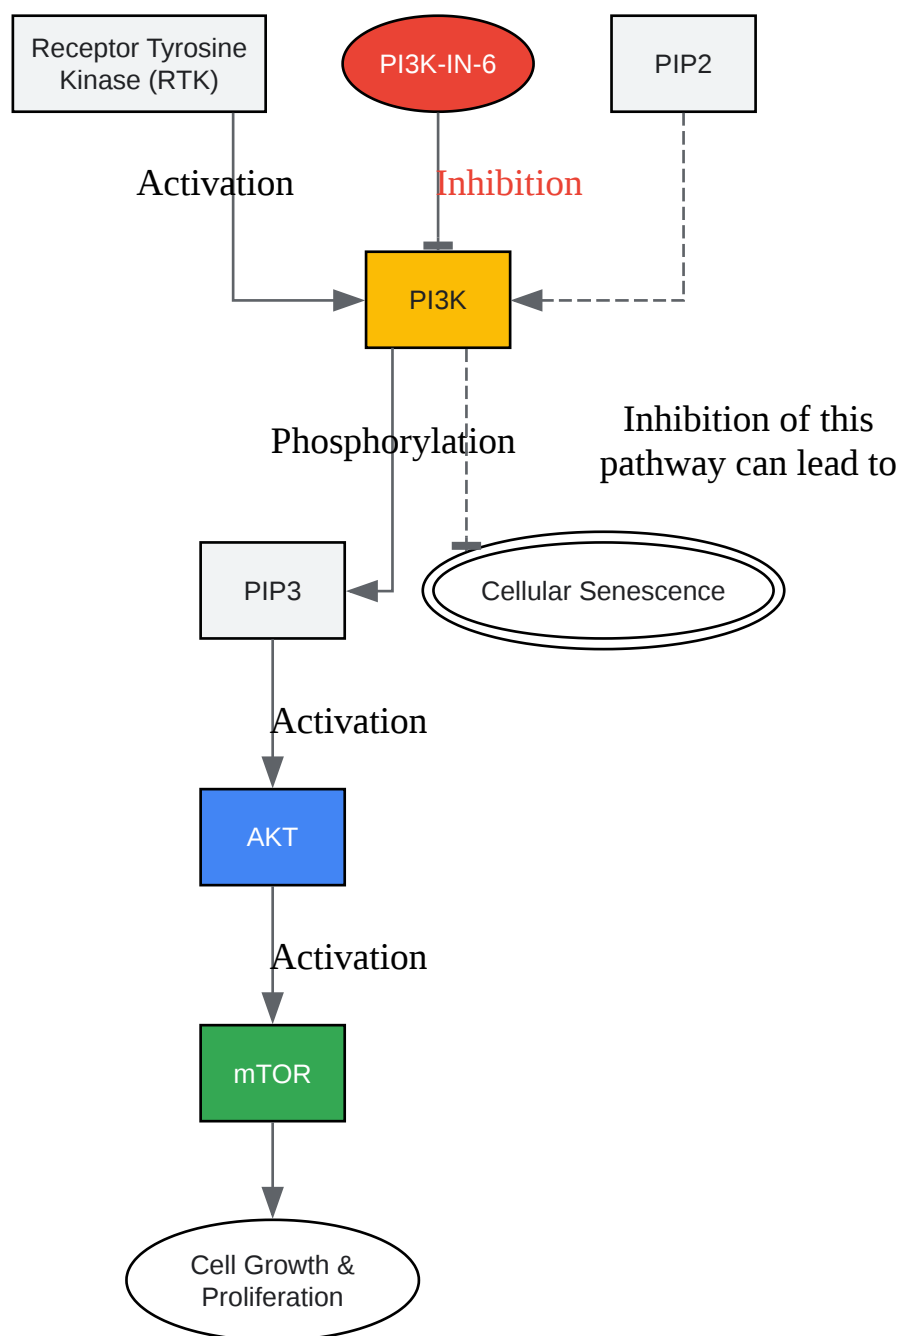 Receptor Tyrosine
Kinase (RTK)
PI3K-IN-6
PIP2
Activation
Inhibition
PI3K
Phosphorylation
Inhibition of this
pathway can lead to
PIP3
Cellular Senescence
Activation
AKT
Activation
mTOR
Cell Growth &
Proliferation